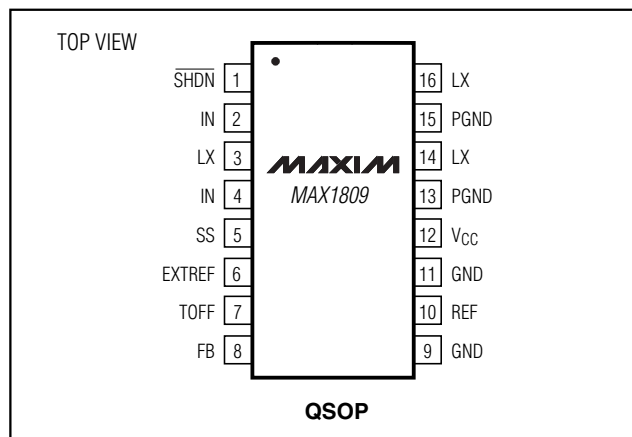 TOP VIEW
SHDN 1
IN 2
LX 3
IN 4
SS 5
EXTREF 6
TOFF 7
FB 8
MAXIM
MAX1809
16 LX
15 PGND
14 LX
13 PGND
12 VCC
11 GND
10 REF
9 GND
QSOP